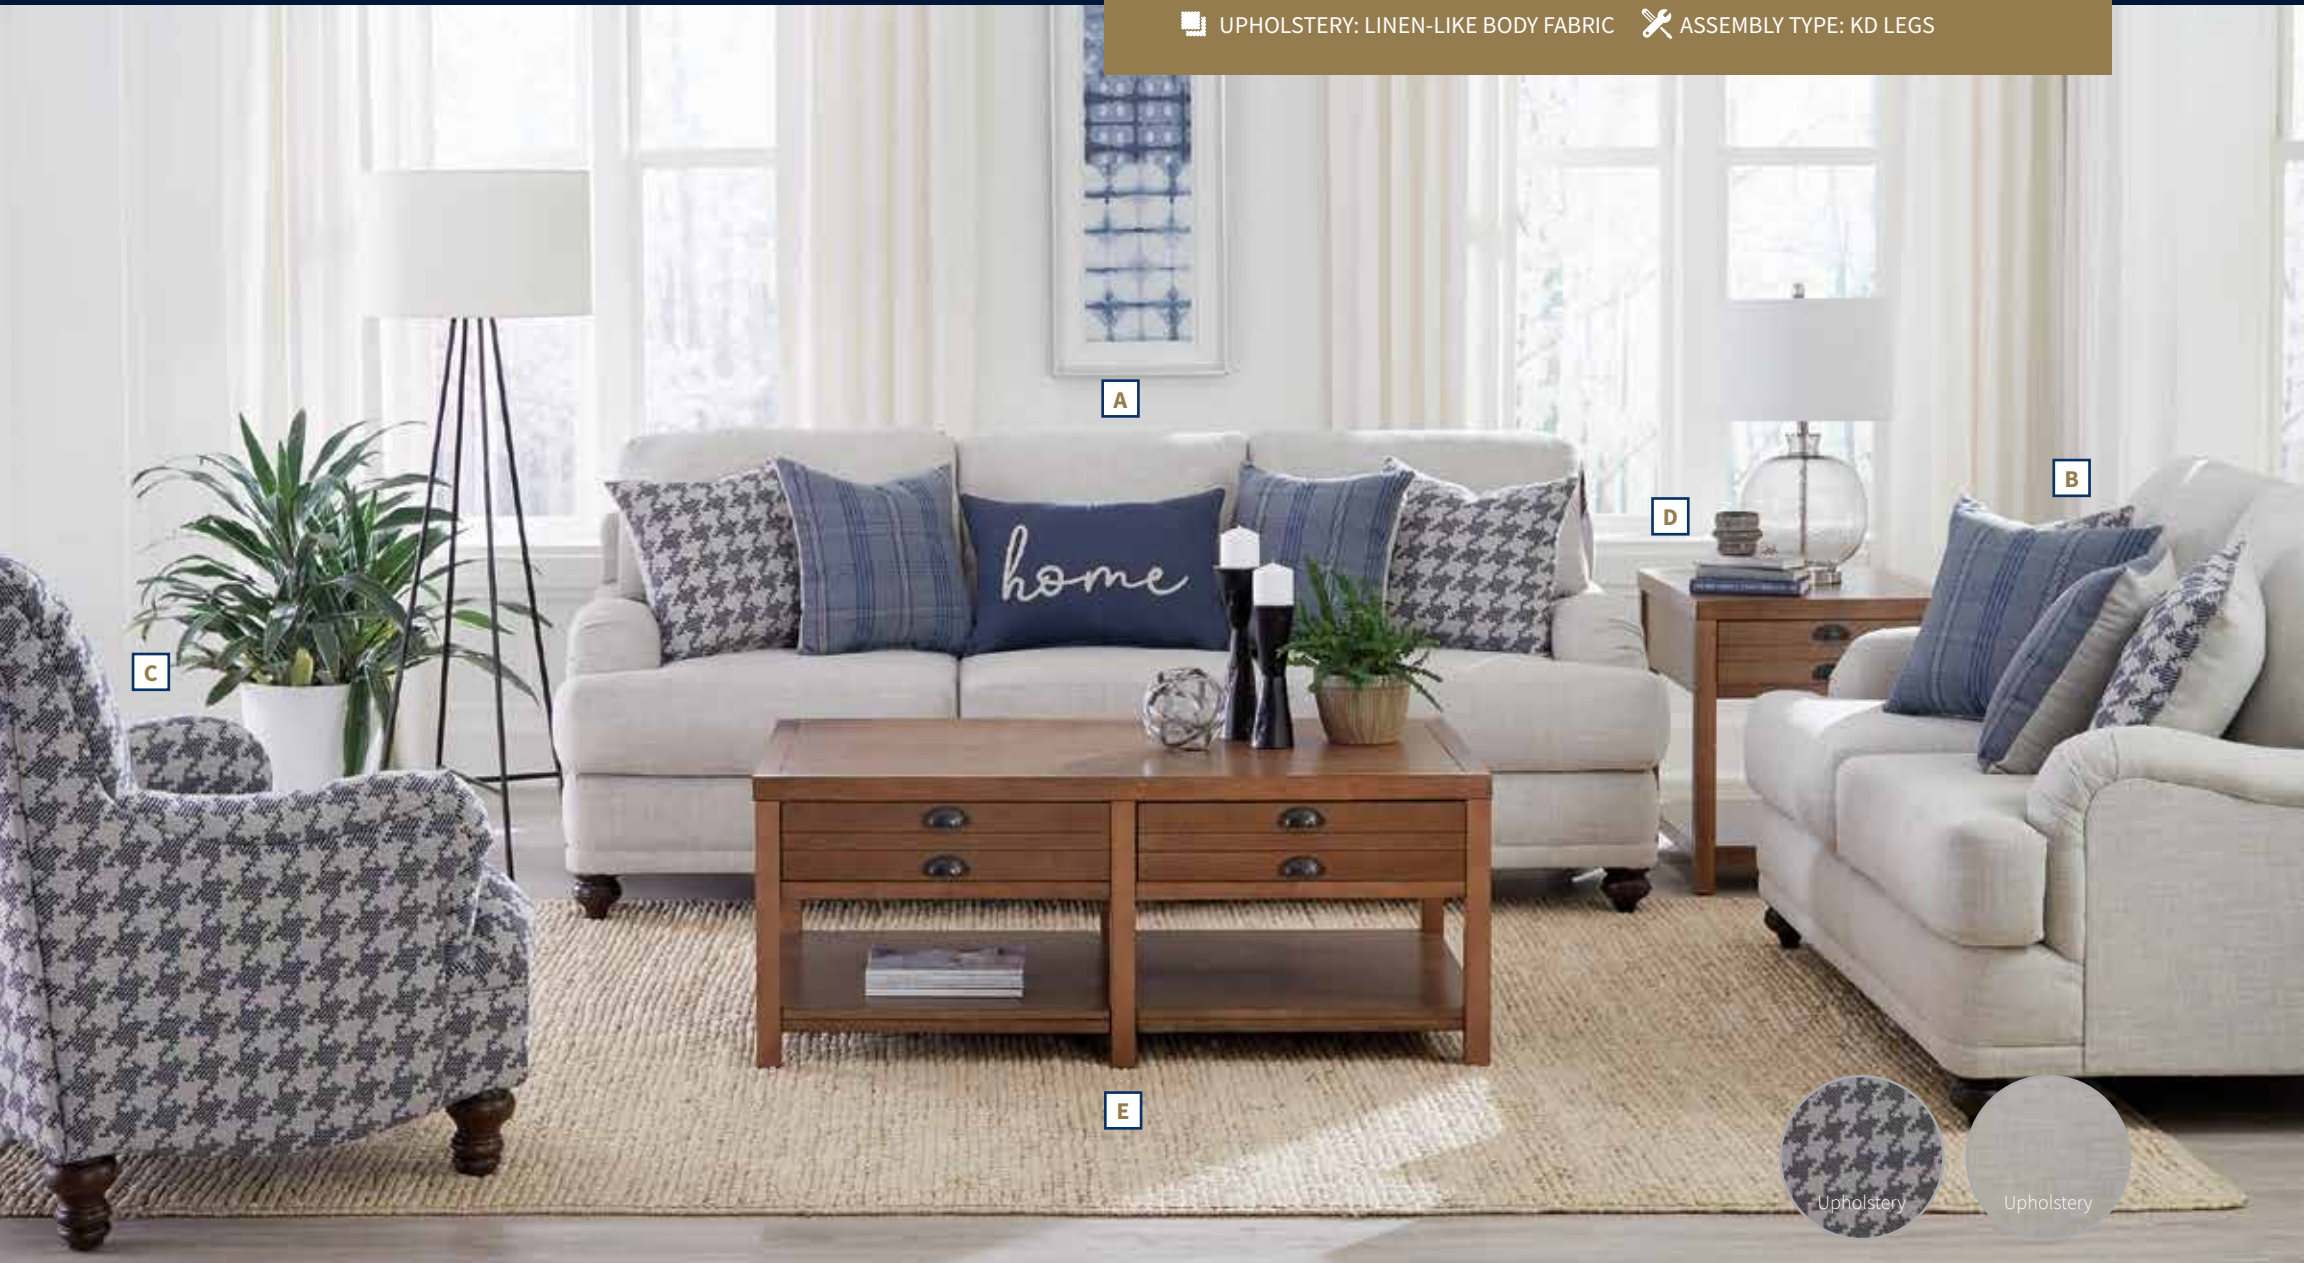 UPHOLSTERY: LINEN-LIKE BODY FABRIC ASSEMBLY TYPE: KD LEGS
A
B
D
home
C
E
Upholstery Upholstery